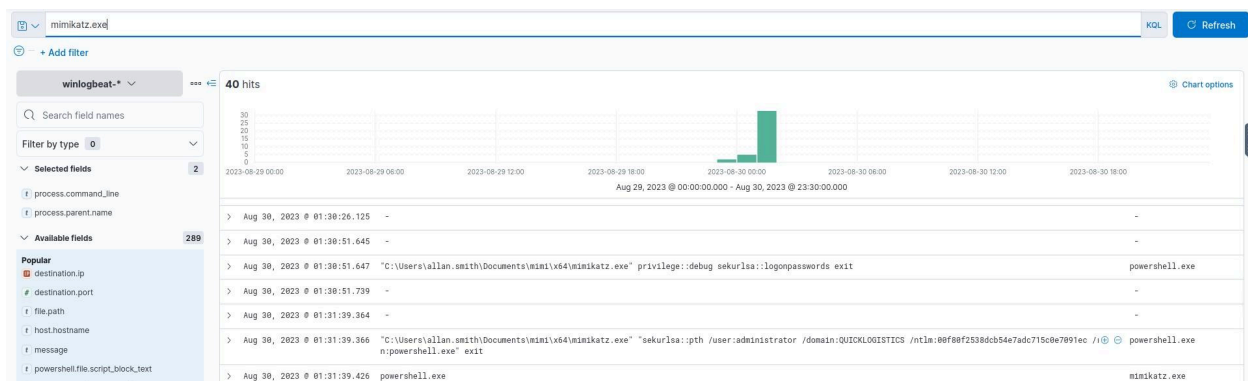 mimikatz.exe
KQL
Refresh
+ Add filter
winlogbeat-*
40 hits
Chart options
Search field names
Filter by type 0
Selected fields 2
t process.command_line
t process.parent.name
Available fields 289
Popular
destination.ip
# destination.port
t file.path
t host.hostname
t message
t powershell.file.script_block_text
30
25
20
15
10
5
0
2023-08-29 00:00 2023-08-29 06:00 2023-08-29 12:00 2023-08-29 18:00 2023-08-30 00:00 2023-08-30 06:00 2023-08-30 12:00 2023-08-30 18:00
Aug 29, 2023 @ 00:00:00.000 - Aug 30, 2023 @ 23:30:00.000
> Aug 30, 2023 @ 01:30:26.125 - -
> Aug 30, 2023 @ 01:30:51.645 - -
> Aug 30, 2023 @ 01:30:51.647 "C:\Users\allan.smith\Documents\mimi\x64\mimikatz.exe" privilege::debug sekurlsa::logonpasswords exit powershell.exe
> Aug 30, 2023 @ 01:30:51.739 - -
> Aug 30, 2023 @ 01:31:39.364 - -
> Aug 30, 2023 @ 01:31:39.366 "C:\Users\allan.smith\Documents\mimi\x64\mimikatz.exe" "sekurlsa::pth /user:administrator /domain:QUICKLOGISTICS /ntlm:00f80f2538dcb54e7adc715c0e7091ec powershell.exe
n:powershell.exe" exit
> Aug 30, 2023 @ 01:31:39.426 powershell.exe mimikatz.exe